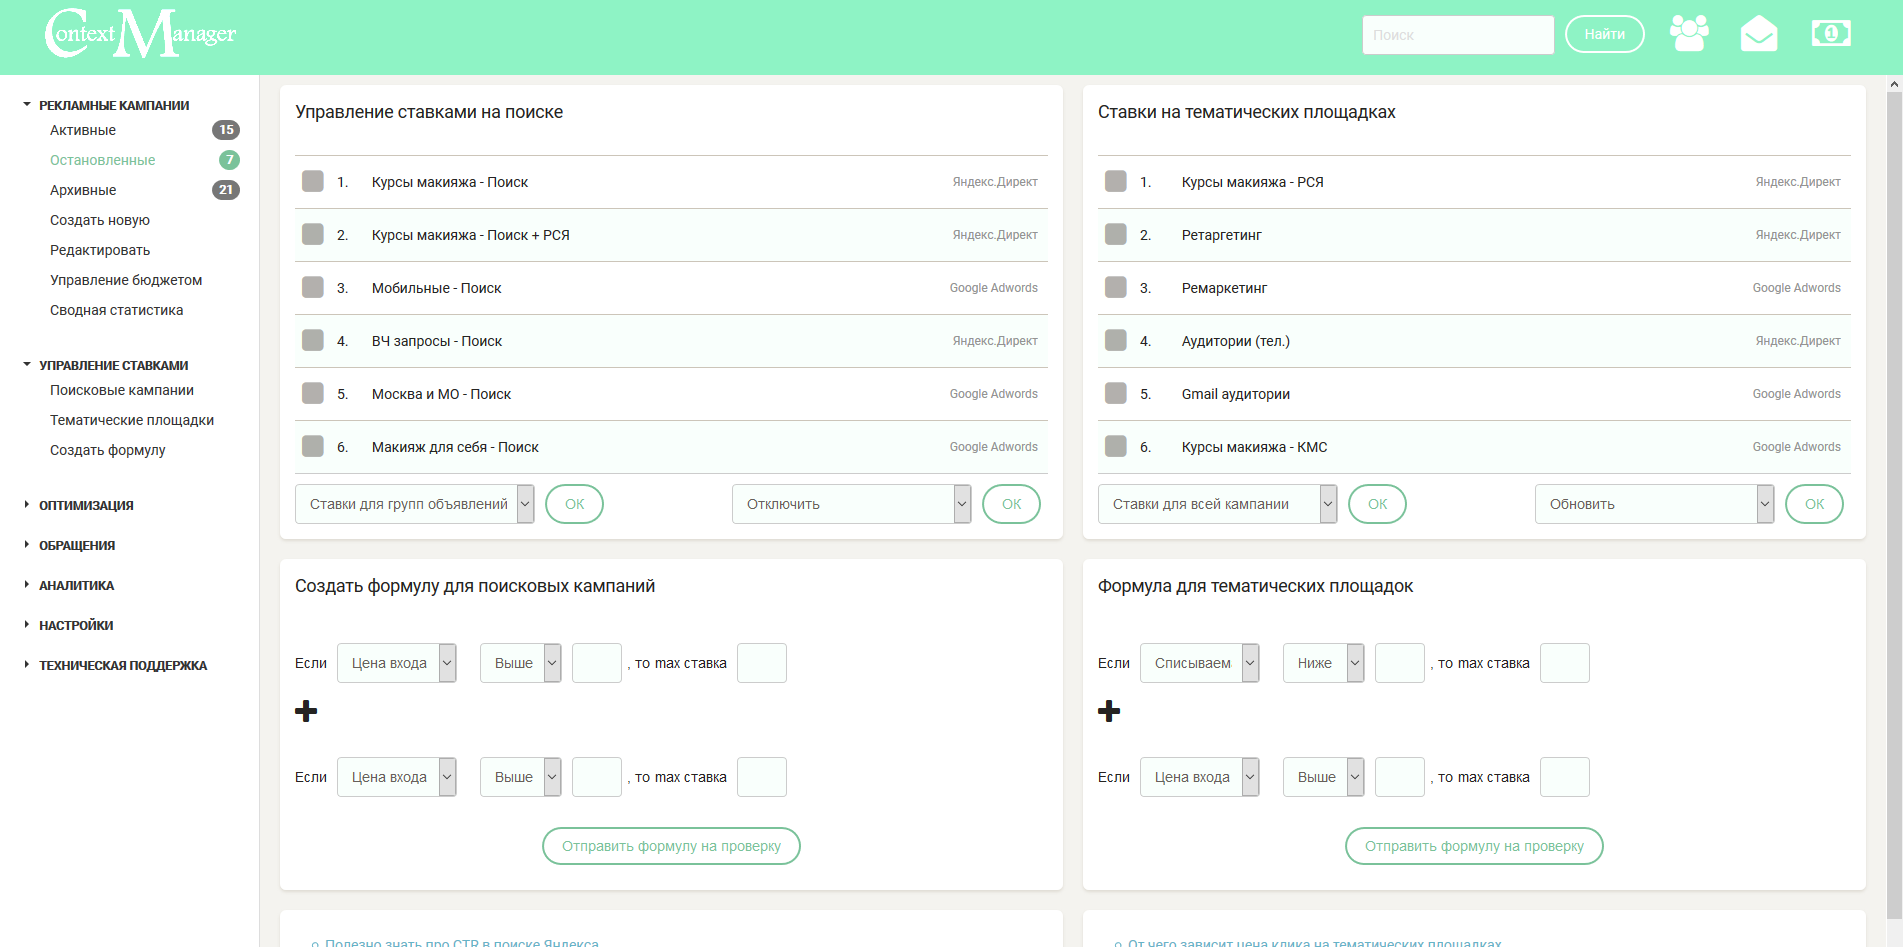 Context Manager
Поиск
Найти
1
РЕКЛАМНЫЕ КАМПАНИИ
Активные 15
Остановленные 7
Архивные 21
Создать новую
Редактировать
Управление бюджетом
Сводная статистика
УПРАВЛЕНИЕ СТАВКАМИ
Поисковые кампании
Тематические площадки
Создать формулу
ОПТИМИЗАЦИЯ
ОБРАЩЕНИЯ
АНАЛИТИКА
НАСТРОЙКИ
ТЕХНИЧЕСКАЯ ПОДДЕРЖКА
Управление ставками на поиске
1. Курсы макияжа - Поиск Яндекс.Директ
2. Курсы макияжа - Поиск + РСЯ Яндекс.Директ
3. Мобильные - Поиск Google Adwords
4. ВЧ запросы - Поиск Яндекс.Директ
5. Москва и МО - Поиск Google Adwords
6. Макияж для себя - Поиск Google Adwords
Ставки для групп объявлений ОК Отключить ОК
Ставки на тематических площадках
1. Курсы макияжа - РСЯ Яндекс.Директ
2. Ретаргетинг Яндекс.Директ
3. Ремаркетинг Google Adwords
4. Аудитории (тел.) Яндекс.Директ
5. Gmail аудитории Google Adwords
6. Курсы макияжа - КМС Google Adwords
Ставки для всей кампании ОК Обновить ОК
Создать формулу для поисковых кампаний
Если Цена входа Выше , то max ставка
Если Цена входа Выше , то max ставка
Отправить формулу на проверку
Формула для тематических площадок
Если Списываем Ниже , то max ставка
Если Цена входа Выше , то max ставка
Отправить формулу на проверку
Полезно знать про CTR в поиске Яндекса
От чего зависит цена клика на тематических площадках